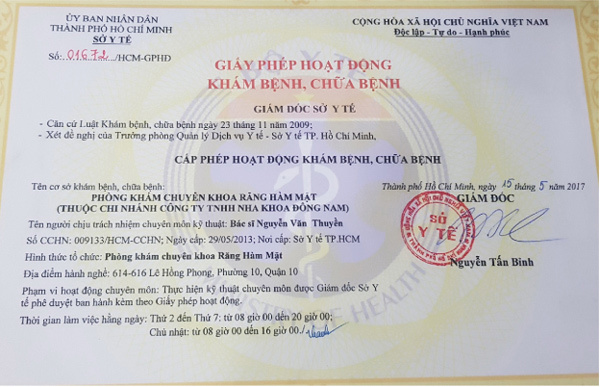 ỦY BAN NHÂN DÂN
THÀNH PHỐ HỒ CHÍ MINH
SỞ Y TẾ
Số: /HCM-GPHĐ
CỘNG HÒA XÃ HỘI CHỦ NGHĨA VIỆT NAM
Độc lập - Tự do - Hạnh phúc
GIẤY PHÉP HOẠT ĐỘNG
KHÁM BỆNH, CHỮA BỆNH
GIÁM ĐỐC SỞ Y TẾ
- Căn cứ Luật Khám bệnh, chữa bệnh ngày 23 tháng 11 năm 2009;
- Xét đề nghị của Trưởng phòng Quản lý Dịch vụ Y tế - Sở Y tế TP. Hồ Chí Minh,
CẤP PHÉP HOẠT ĐỘNG KHÁM BỆNH, CHỮA BỆNH
Tên cơ sở khám bệnh, chữa bệnh:
PHÒNG KHÁM CHUYÊN KHOA RĂNG HÀM MẶT
(THUỘC CHI NHÁNH CÔNG TY TNHH NHA KHOA ĐÔNG NAM)
Tên người chịu trách nhiệm chuyên môn kỹ thuật: Bác sĩ Nguyễn Văn Thuyền
Số CCHN: 009133/HCM-CCHN; Ngày cấp: 29/05/2013; Nơi cấp: Sở Y tế TP.HCM
Hình thức tổ chức: Phòng khám chuyên khoa Răng Hàm Mặt
Địa điểm hành nghề: 614-616 Lê Hồng Phong, Phường 10, Quận 10
Phạm vi hoạt động chuyên môn: Thực hiện kỹ thuật chuyên môn được Giám đốc Sở Y
tế phê duyệt ban hành kèm theo Giấy phép hoạt động.
Thời gian làm việc hằng ngày: Thứ 2 đến Thứ 7: từ 08 giờ 00 đến 20 giờ 00;
Chủ nhật: từ 08 giờ 00 đến 16 giờ 00./.
Thành phố Hồ Chí Minh, ngày 15 tháng 5 năm 2017
GIÁM ĐỐC
SỞ
Y TẾ
Nguyễn Tấn Bỉnh